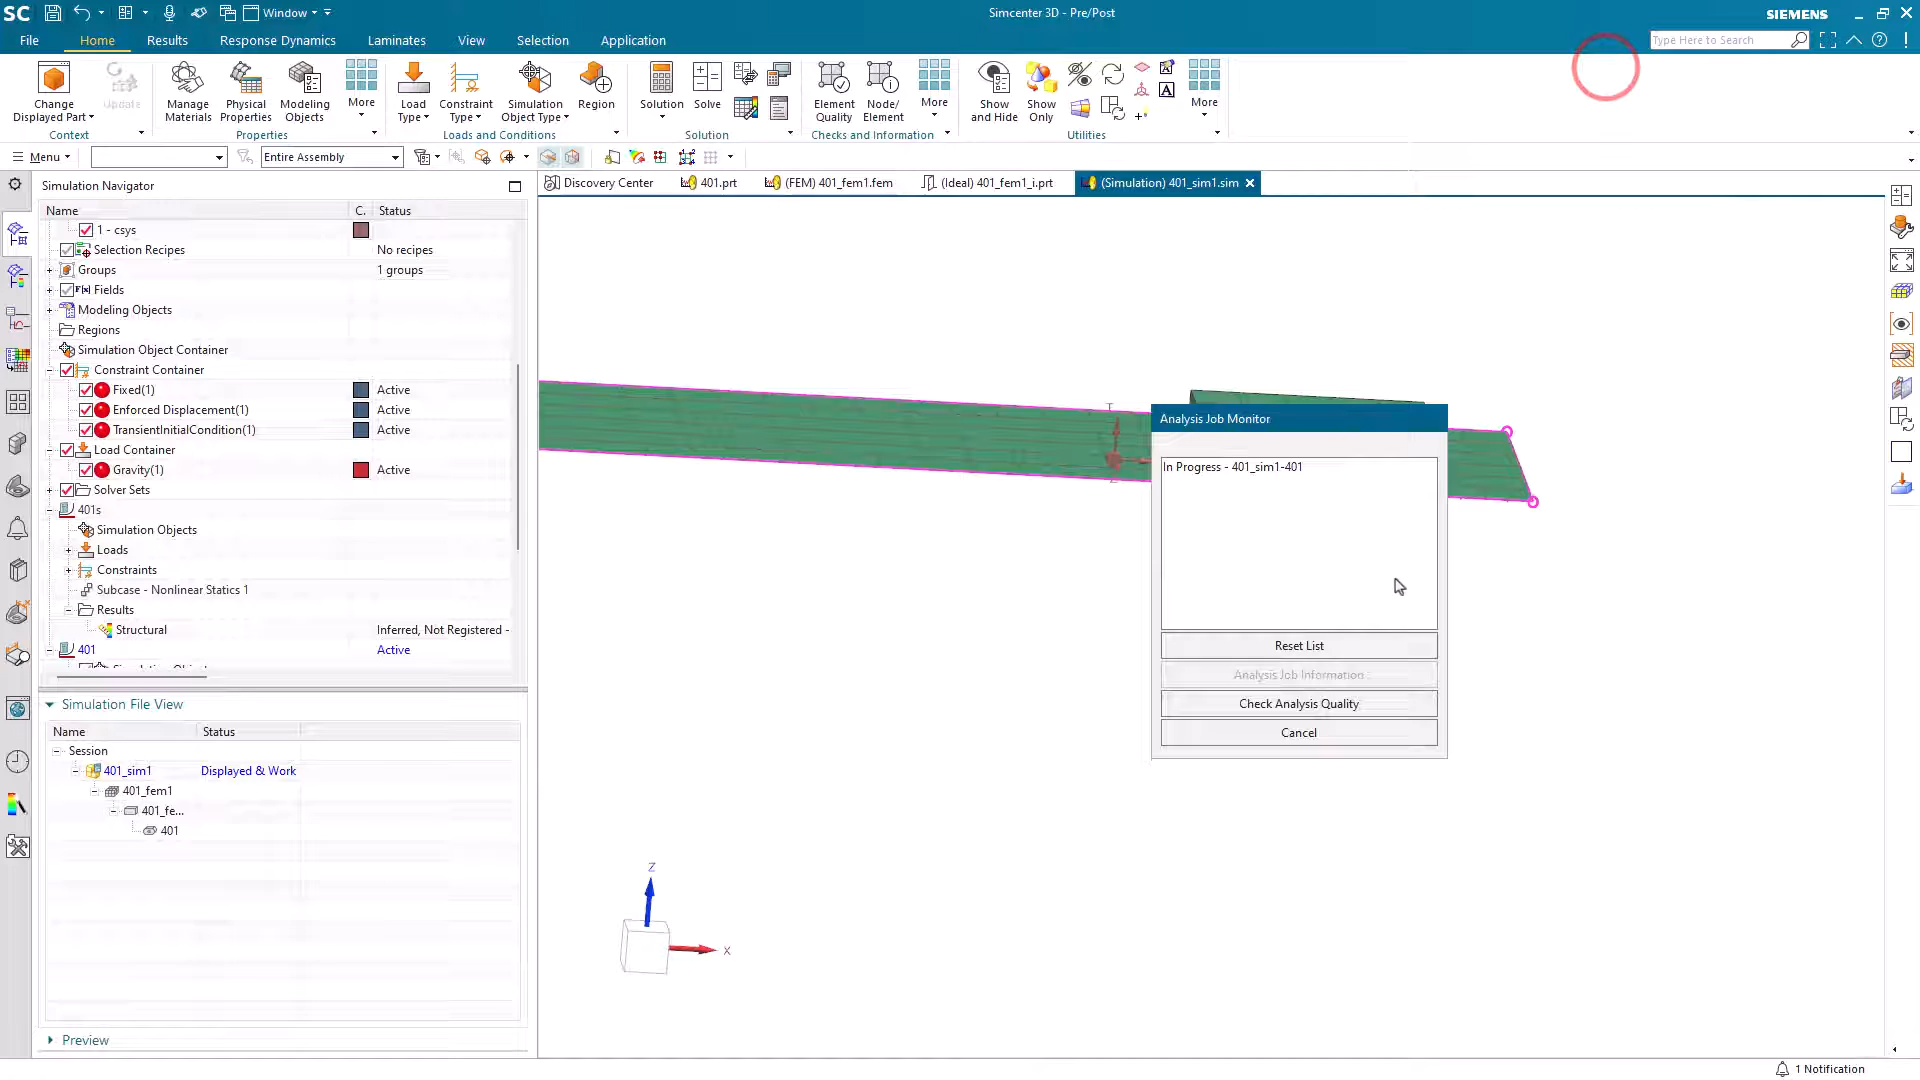 SC
Window
Simcenter 3D - Pre/Post
SIEMENS
File
Home
Results
Response Dynamics
Laminates
View
Selection
Application
Type Here to Search
Change
Displayed Part
Update
Manage
Materials
Physical
Properties
Modeling
Objects
More
Load
Type
Constraint
Type
Simulation
Object Type
Region
Solution
Solve
Element
Quality
Node/
Element
More
Show
and Hide
Show
Only
More
Context
Properties
Loads and Conditions
Solution
Checks and Information
Utilities
Menu
Entire Assembly
Simulation Navigator
Discovery Center
401.prt
(FEM) 401_fem1.fem
(Ideal) 401_fem1_i.prt
(Simulation) 401_sim1.sim
Name
C.
Status
1 - csys
Selection Recipes
No recipes
Groups
1 groups
Fields
Modeling Objects
Regions
Simulation Object Container
Constraint Container
Fixed(1)
Active
Enforced Displacement(1)
Active
TransientInitialCondition(1)
Active
Load Container
Gravity(1)
Active
Solver Sets
401s
Simulation Objects
Loads
Constraints
Subcase - Nonlinear Statics 1
Results
Structural
Inferred, Not Registered -
401
Active
Analysis Job Monitor
In Progress - 401_sim1-401
Reset List
Analysis Job Information
Check Analysis Quality
Cancel
Simulation File View
Name
Status
Session
401_sim1
Displayed & Work
401_fem1
401_fe...
401
Z
X
Preview
1 Notification